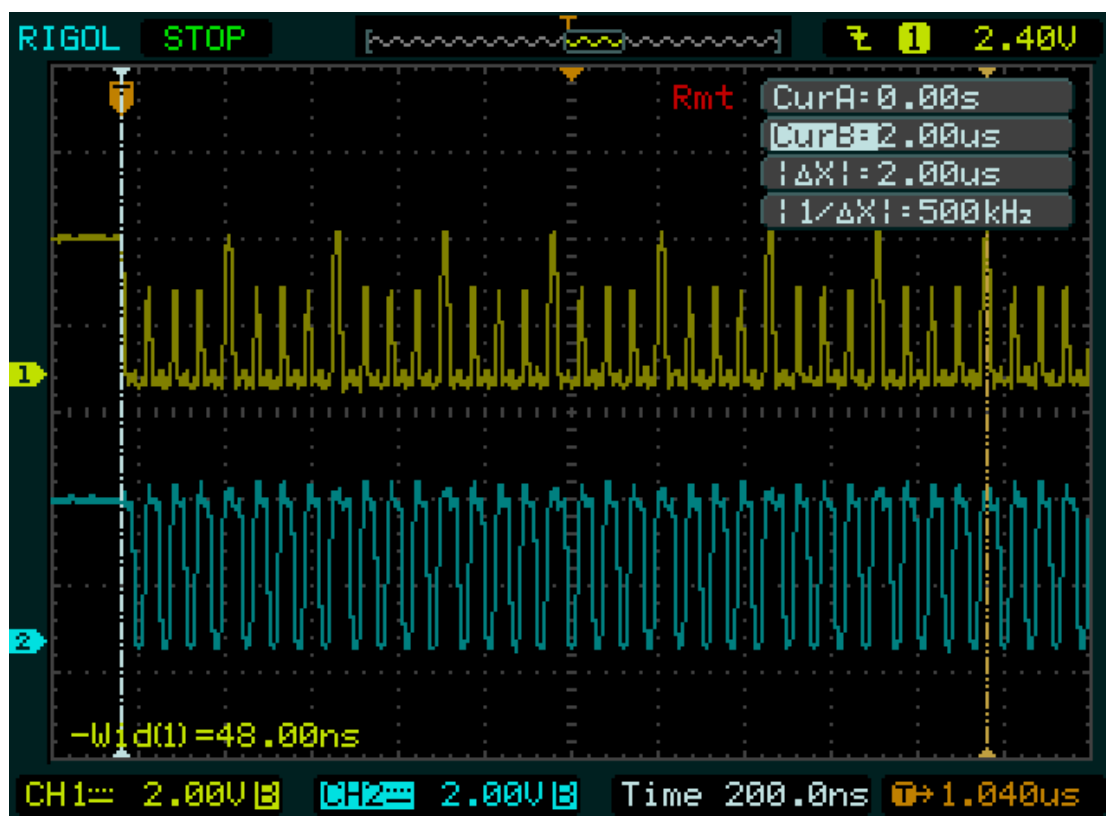 RIGOL STOP T 1 2.40V
T Rmt CurA=0.00s
CurB=2.00us
|ΔX|=2.00us
|1/ΔX|=500kHz
1
2
-Wid(1)=48.00ns
CH1 2.00V B CH2 2.00V B Time 200.0ns T→1.040us